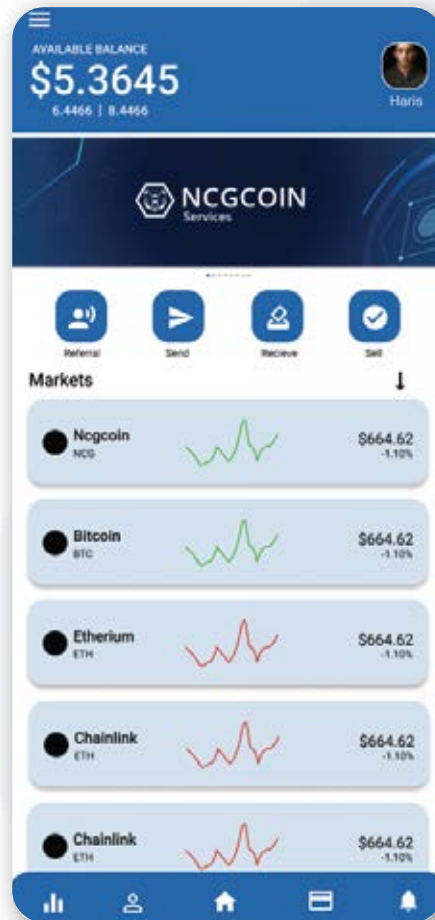 AVAILABLE BALANCE
$5.3645
6.4466 | 8.4466
Haris
NCGCOIN
Services
Referral
Send
Recieve
Sell
Markets
Ncgcoin
NCG
$664.62
-1.10%
Bitcoin
BTC
$664.62
-1.10%
Etherium
ETH
$664.62
-1.10%
Chainlink
ETH
$664.62
-1.10%
Chainlink
ETH
$664.62
-1.10%